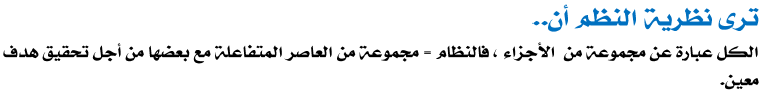 ترى نظرية النظم أن..
الكل عبارة عن مجموعة من الأجزاء ، فالنظام = مجموعة من العاصر المتفاعلة مع بعضها من أجل تحقيق هدف
معين.